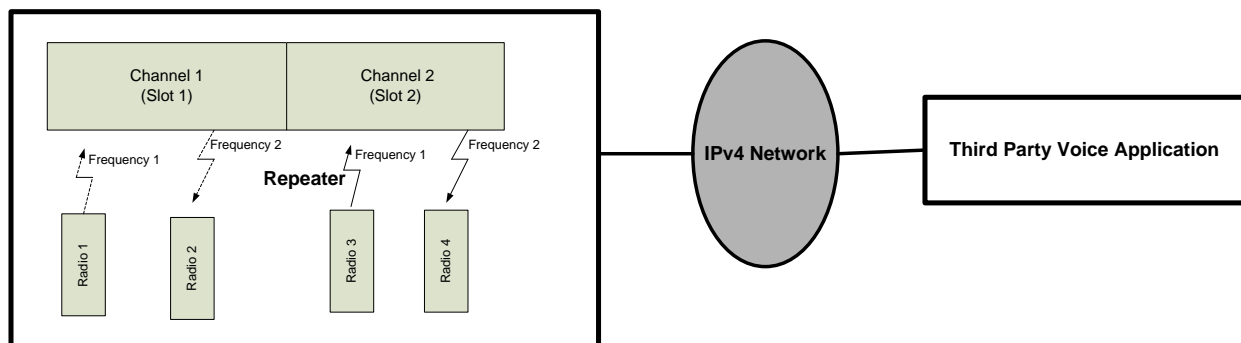 Channel 1
(Slot 1)
Channel 2
(Slot 2)
Frequency 1
Frequency 2
Frequency 1
Frequency 2
Repeater
Radio 1
Radio 2
Radio 3
Radio 4
IPv4 Network
Third Party Voice Application